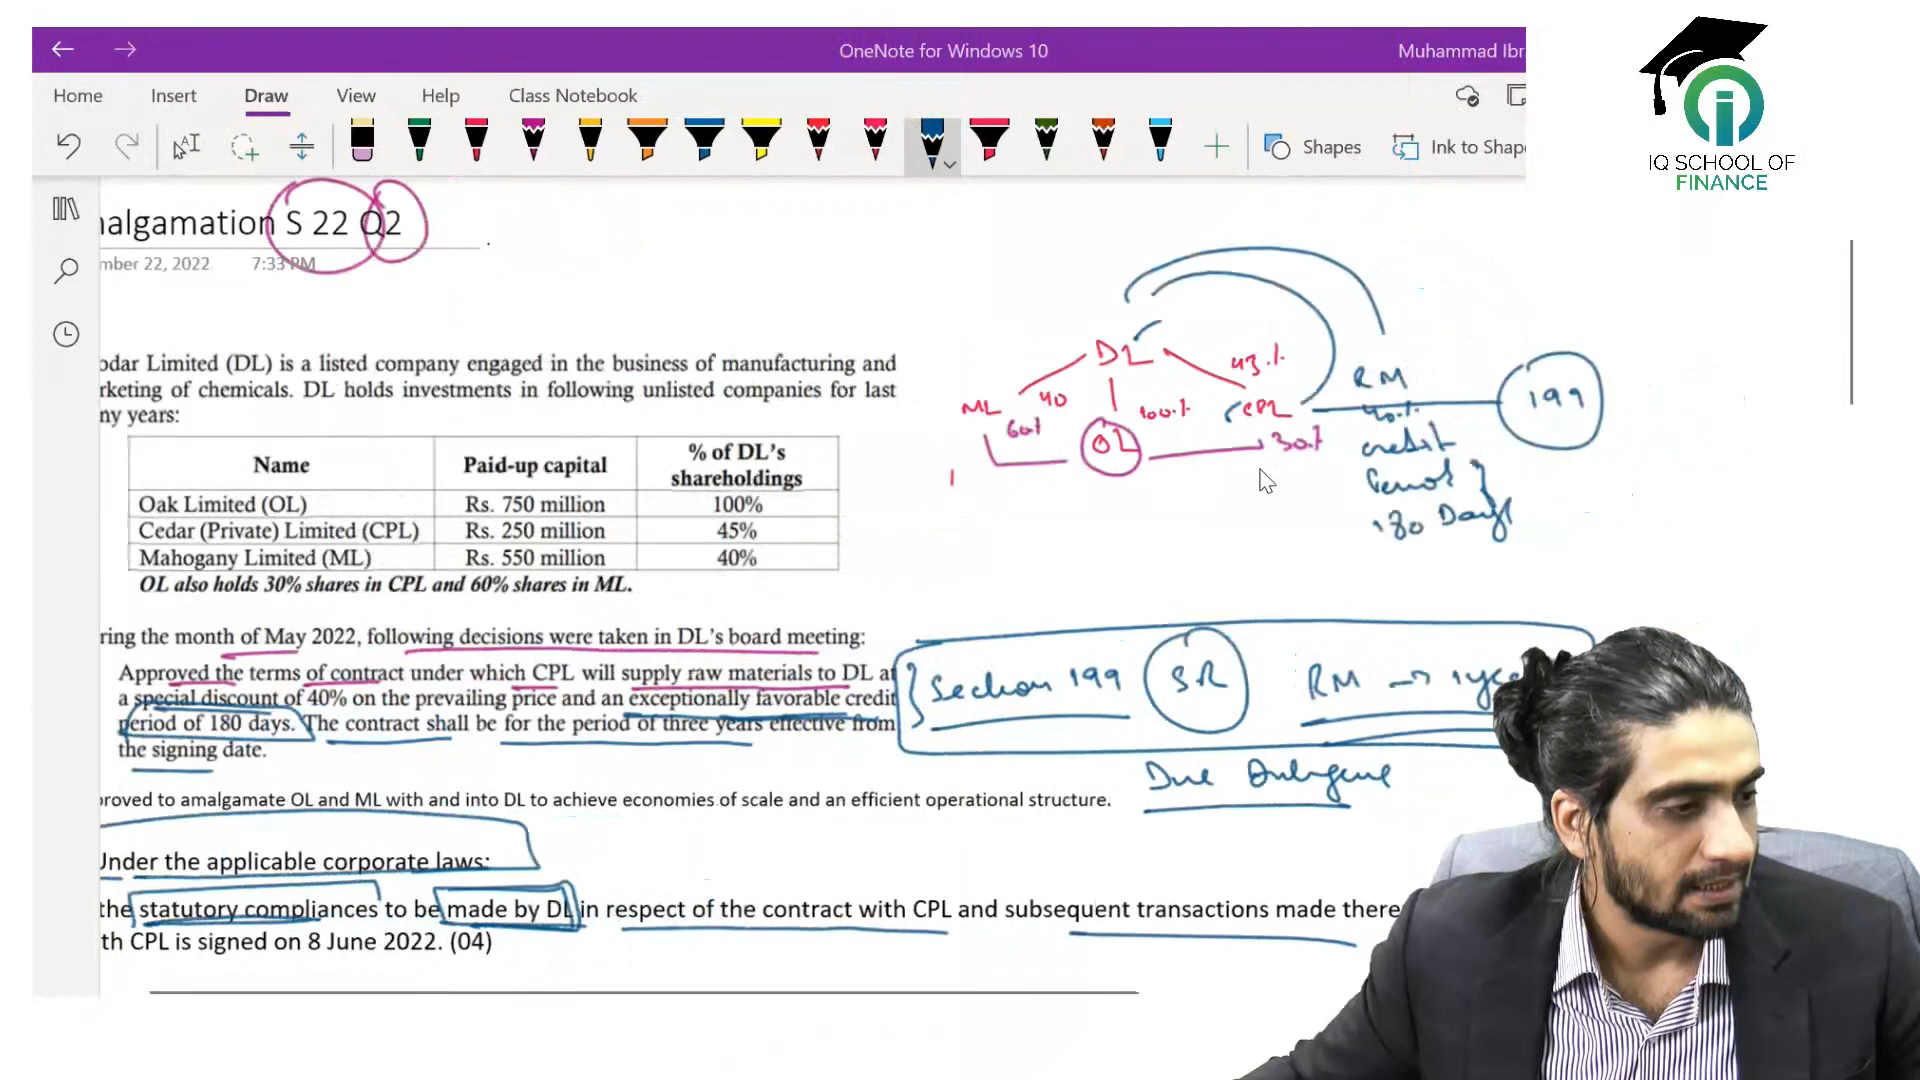 OneNote for Windows 10
Muhammad Ibr
Home Insert Draw View Help Class Notebook
Shapes
Ink to Shap
IQ SCHOOL OF
FINANCE
nalgamation S 22 Q2
mber 22, 2022 7:33 PM
odar Limited (DL) is a listed company engaged in the business of manufacturing and
rketing of chemicals. DL holds investments in following unlisted companies for last
ny years:
Name Paid-up capital % of DL's shareholdings
Oak Limited (OL) Rs. 750 million 100%
Cedar (Private) Limited (CPL) Rs. 250 million 45%
Mahogany Limited (ML) Rs. 550 million 40%
OL also holds 30% shares in CPL and 60% shares in ML.
ring the month of May 2022, following decisions were taken in DL's board meeting:
Approved the terms of contract under which CPL will supply raw materials to DL at
a special discount of 40% on the prevailing price and an exceptionally favorable credit
period of 180 days. The contract shall be for the period of three years effective from
the signing date.
proved to amalgamate OL and ML with and into DL to achieve economies of scale and an efficient operational structure.
Under the applicable corporate laws:
the statutory compliances to be made by DL in respect of the contract with CPL and subsequent transactions made there
th CPL is signed on 8 June 2022. (04)
DL
ML 40 100% CPL
60% OL 30%
RM
40%
credit
Period
180 Days
199
Section 199 SR RM → 1 
Due